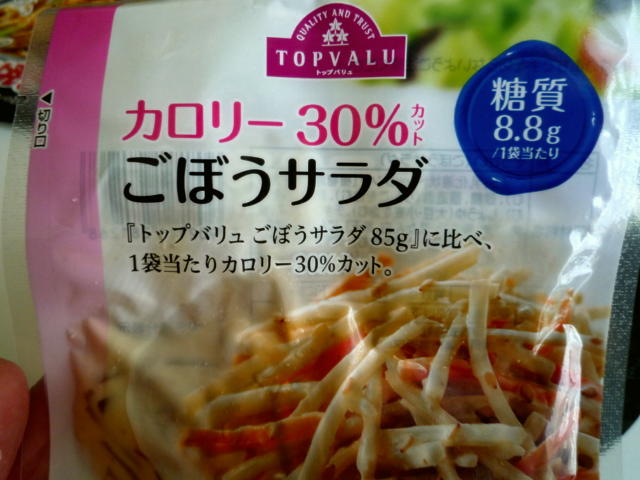 QUALITY AND TRUST
TOPVALU
トップバリュ
切り口
糖質
8.8g
/1袋当たり
カロリー30%カット
ごぼうサラダ
『トップバリュ ごぼうサラダ 85g』に比べ、
1袋当たりカロリー30%カット。